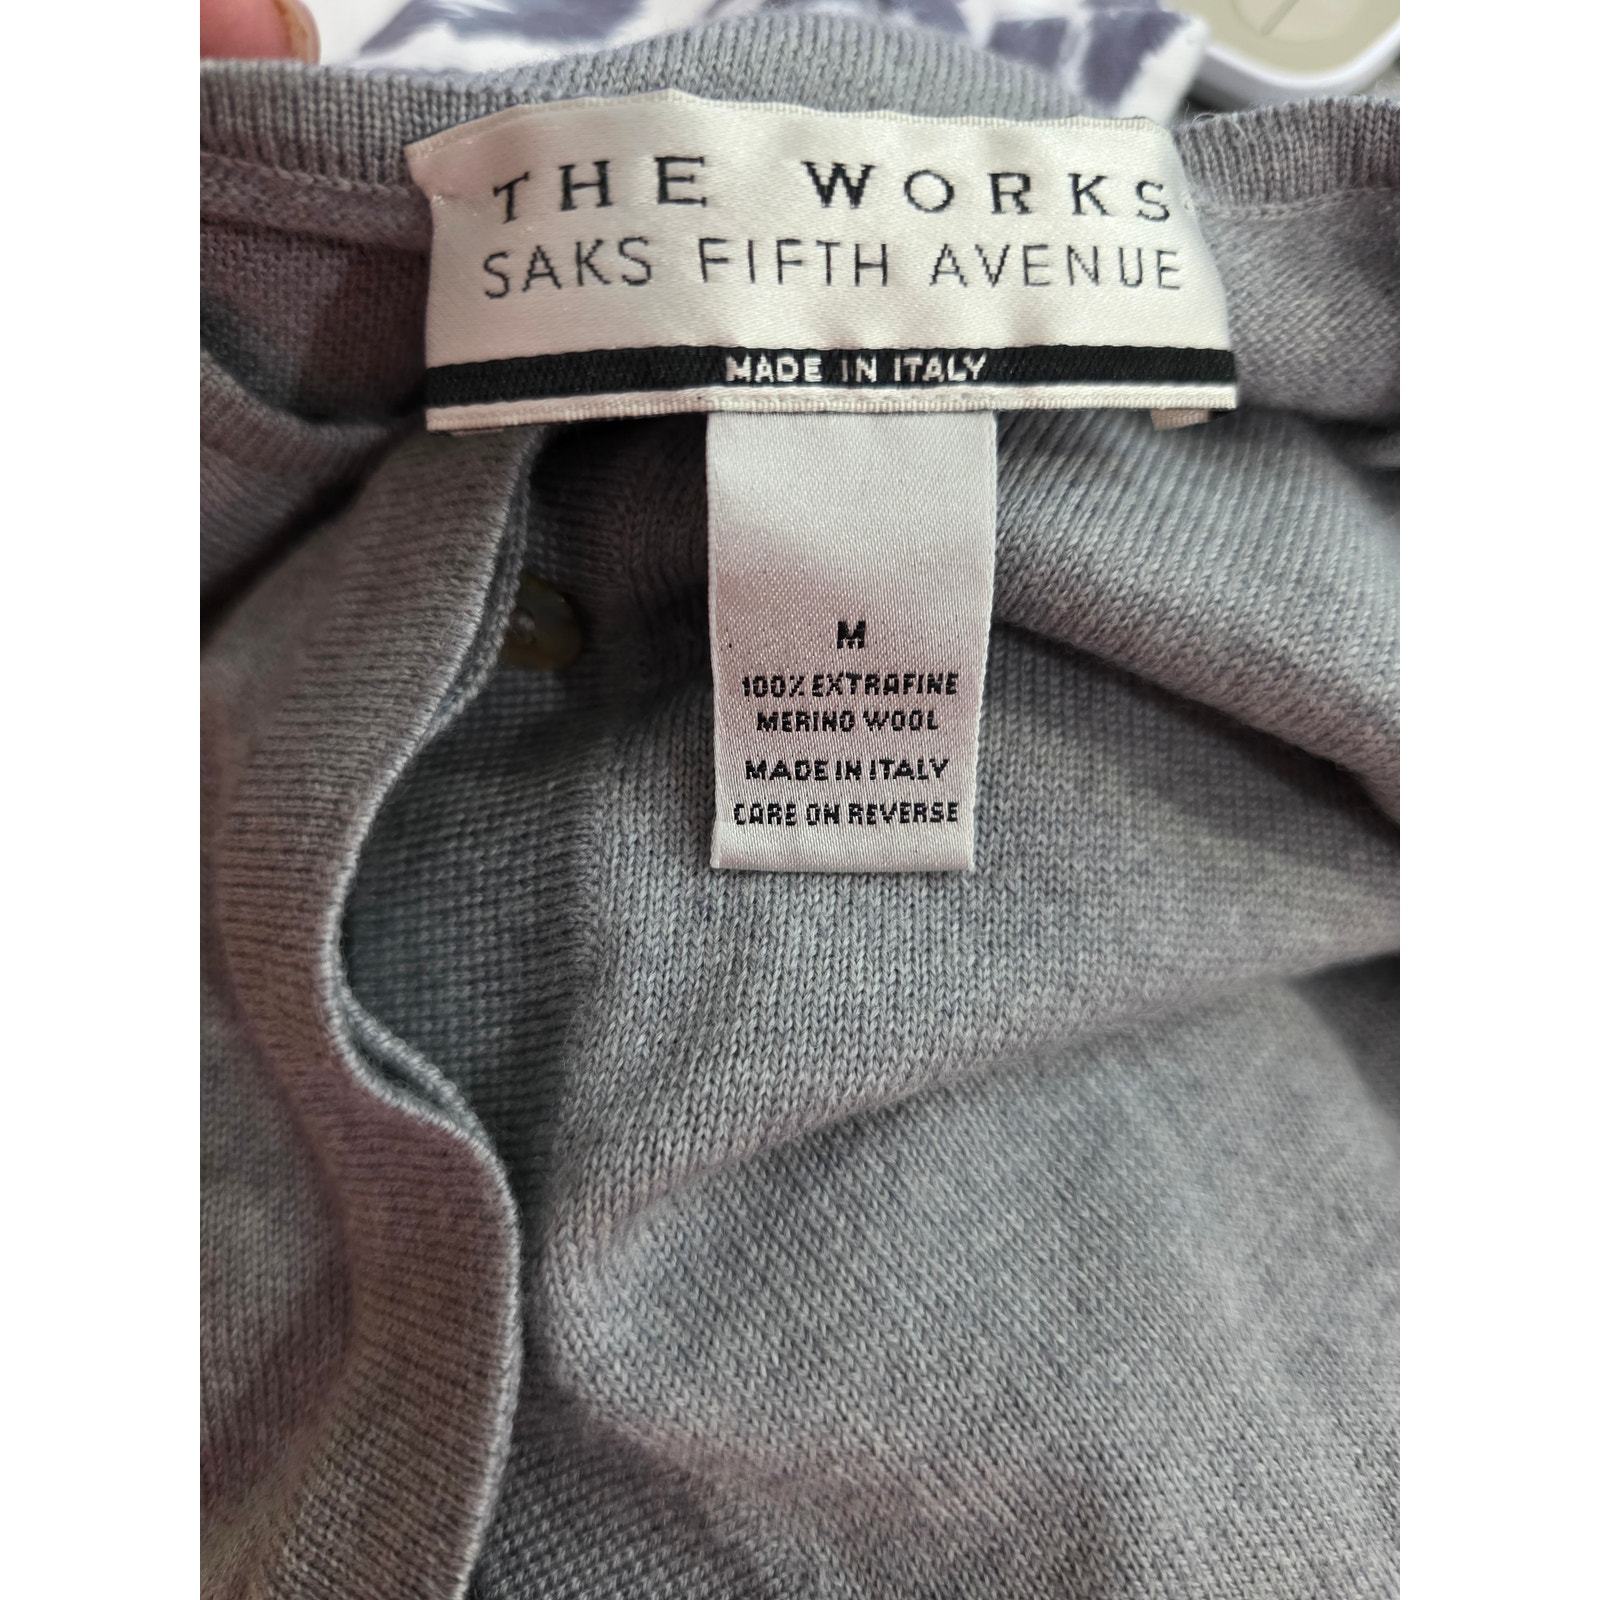 THE WORKS
SAKS FIFTH AVENUE
MADE IN ITALY
M
100% EXTRAFINE
MERINO WOOL
MADE IN ITALY
CARE ON REVERSE